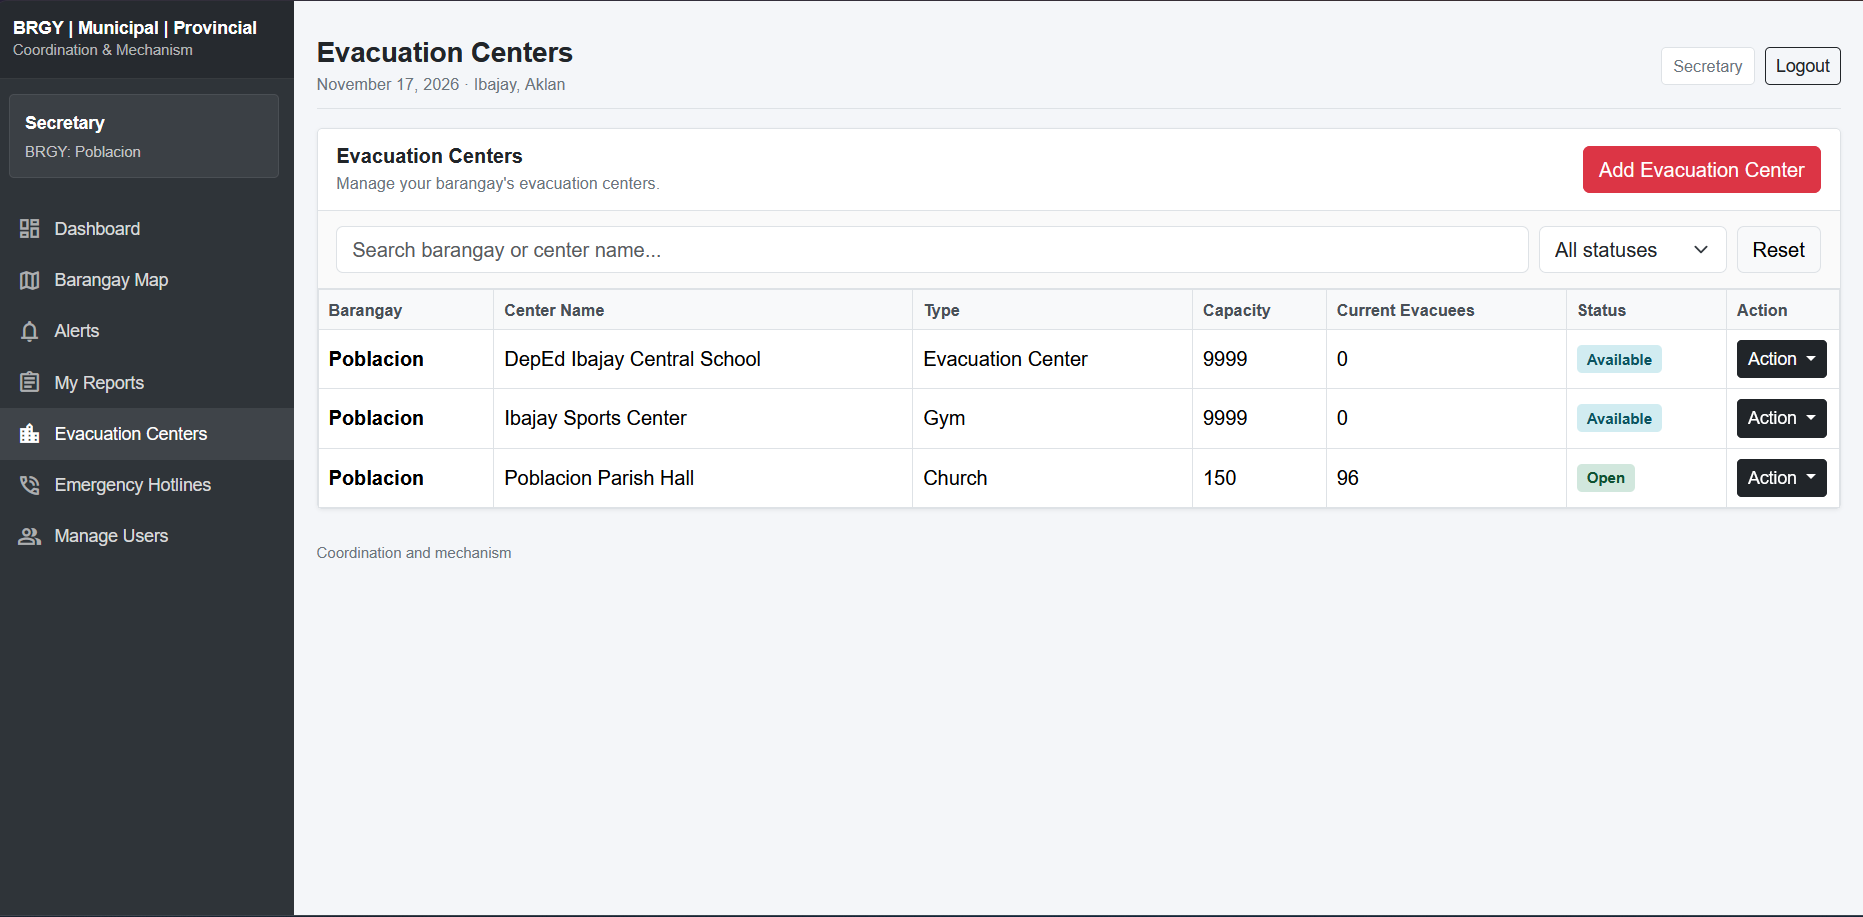 BRGY | Municipal | Provincial
Coordination & Mechanism
Secretary
BRGY: Poblacion
Dashboard
Barangay Map
Alerts
My Reports
Evacuation Centers
Emergency Hotlines
Manage Users
Evacuation Centers
November 17, 2026 · Ibajay, Aklan
Secretary
Logout
Evacuation Centers
Manage your barangay's evacuation centers.
Add Evacuation Center
Search barangay or center name...
All statuses
Reset
Barangay Center Name Type Capacity Current Evacuees Status Action
Poblacion DepEd Ibajay Central School Evacuation Center 9999 0 Available Action
Poblacion Ibajay Sports Center Gym 9999 0 Available Action
Poblacion Poblacion Parish Hall Church 150 96 Open Action
Coordination and mechanism